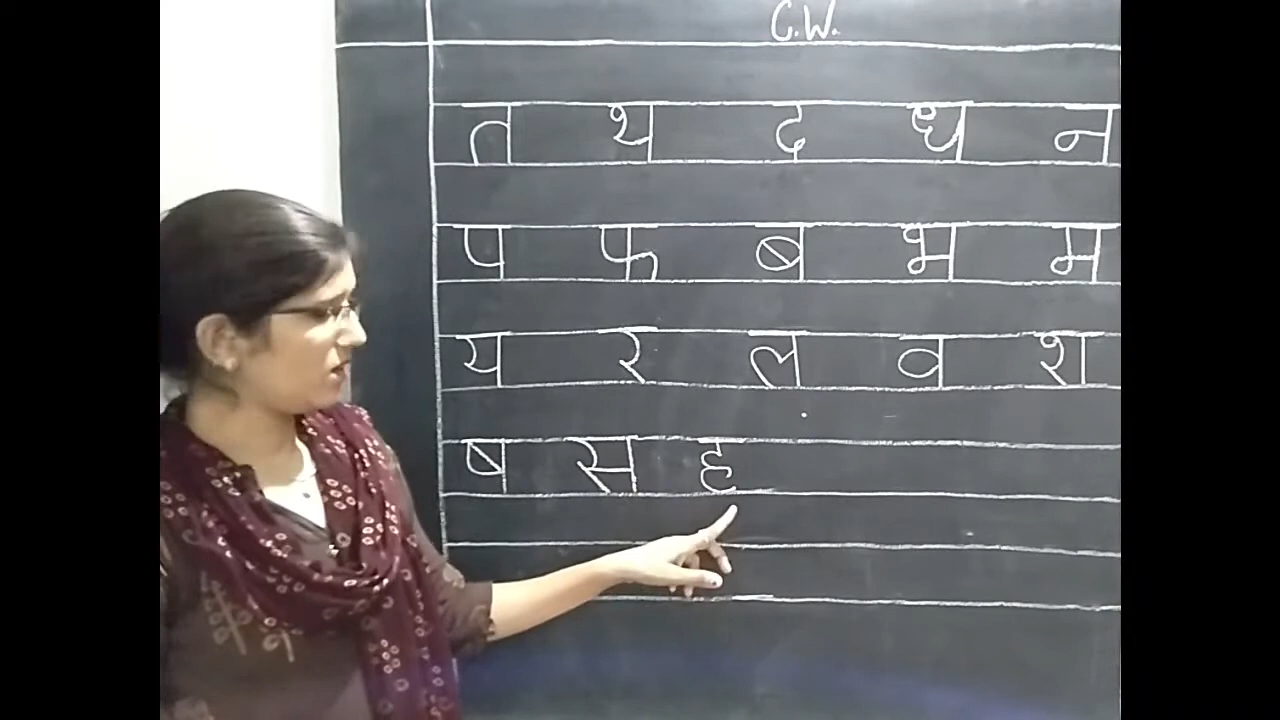 C.W.
त थ द ध न
प फ ब भ म
य र ल व श
ष स ह